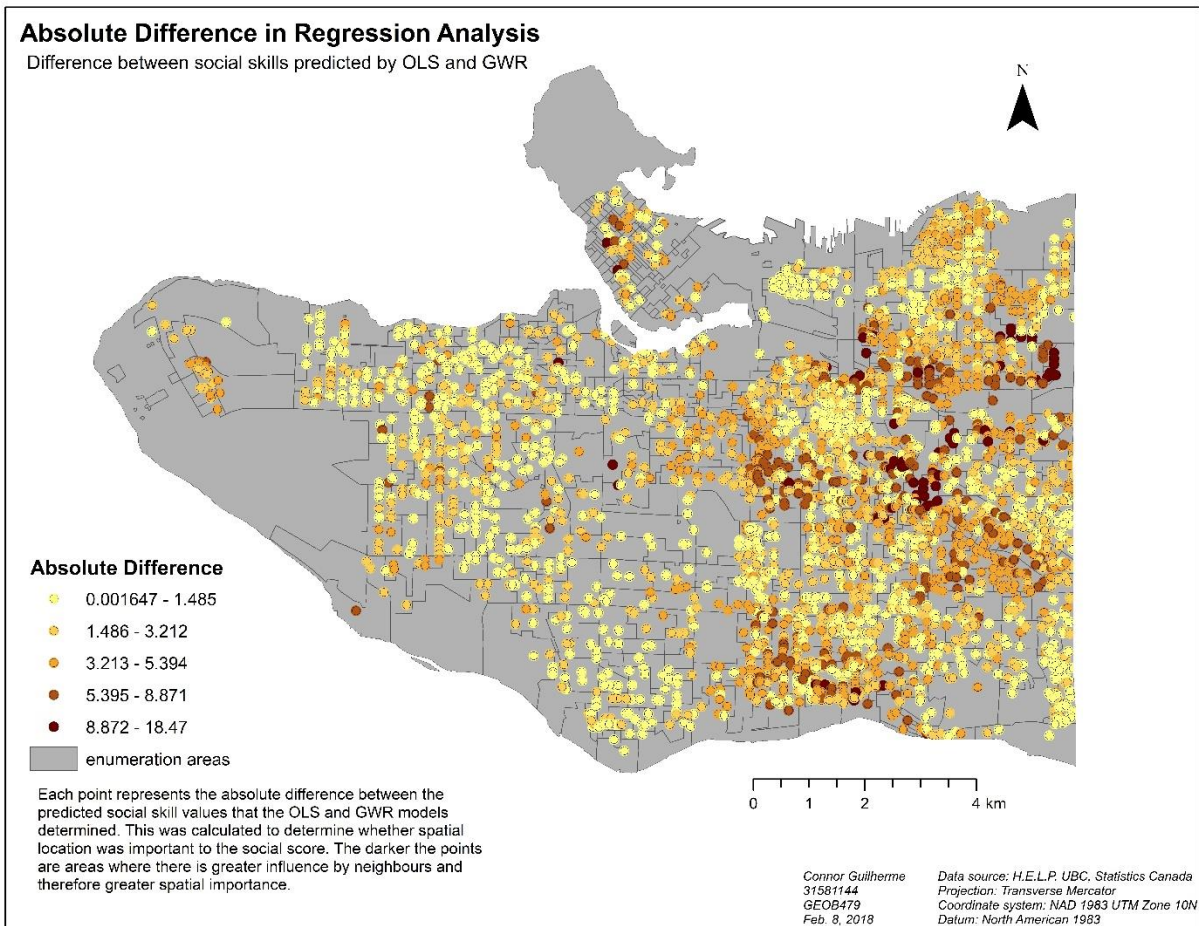 Absolute Difference in Regression Analysis
Difference between social skills predicted by OLS and GWR
N
Absolute Difference
0.001647 - 1.485
1.486 - 3.212
3.213 - 5.394
5.395 - 8.871
8.872 - 18.47
enumeration areas
Each point represents the absolute difference between the
predicted social skill values that the OLS and GWR models
determined. This was calculated to determine whether spatial
location was important to the social score. The darker the points
are areas where there is greater influence by neighbours and
therefore greater spatial importance.
0 1 2 4 km
Connor Guilherme
31581144
GEOB479
Feb. 8, 2018
Data source: H.E.L.P. UBC, Statistics Canada
Projection: Transverse Mercator
Coordinate system: NAD 1983 UTM Zone 10N
Datum: North American 1983